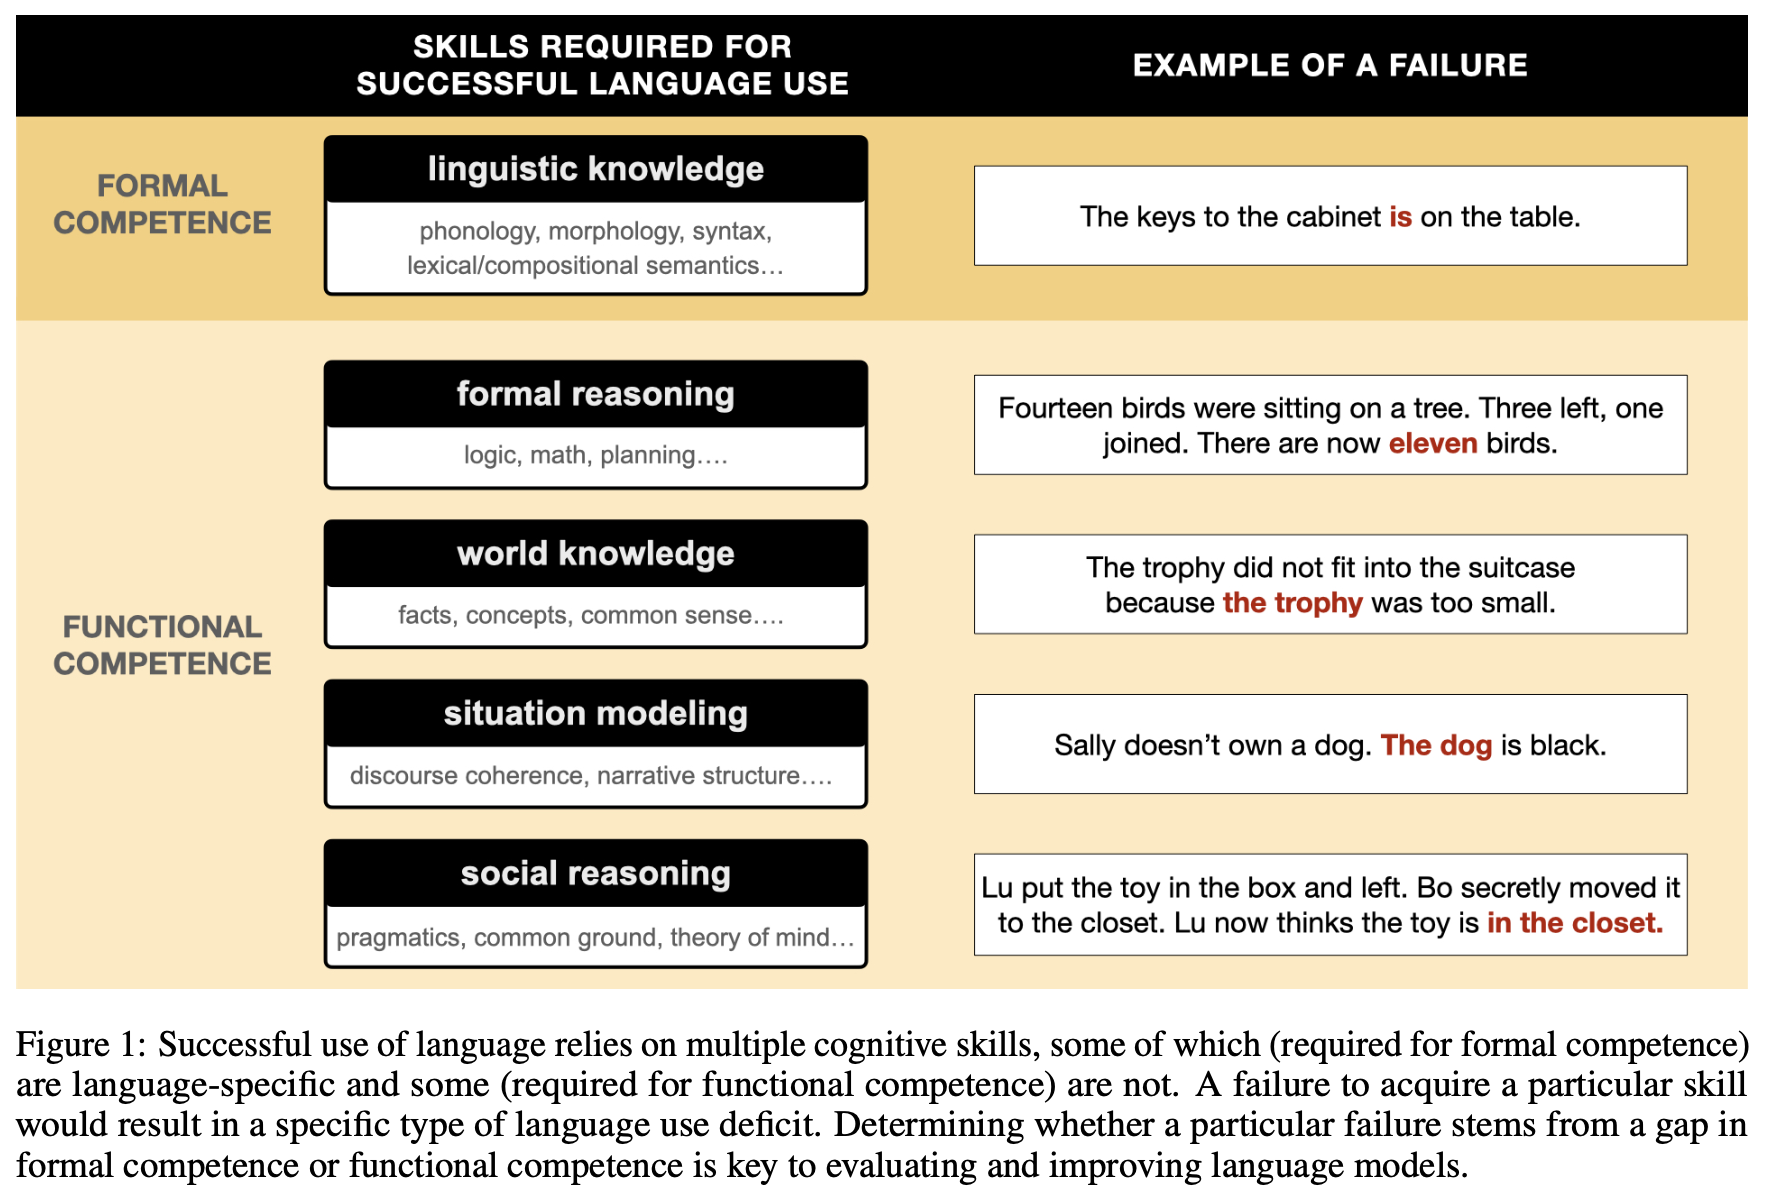 SKILLS REQUIRED FOR
SUCCESSFUL LANGUAGE USE
EXAMPLE OF A FAILURE
FORMAL
COMPETENCE
linguistic knowledge
phonology, morphology, syntax,
lexical/compositional semantics…
The keys to the cabinet is on the table.
FUNCTIONAL
COMPETENCE
formal reasoning
logic, math, planning….
Fourteen birds were sitting on a tree. Three left, one
joined. There are now eleven birds.
world knowledge
facts, concepts, common sense….
The trophy did not fit into the suitcase
because the trophy was too small.
situation modeling
discourse coherence, narrative structure….
Sally doesn’t own a dog. The dog is black.
social reasoning
pragmatics, common ground, theory of mind…
Lu put the toy in the box and left. Bo secretly moved it
to the closet. Lu now thinks the toy is in the closet.
Figure 1: Successful use of language relies on multiple cognitive skills, some of which (required for formal competence)
are language-specific and some (required for functional competence) are not. A failure to acquire a particular skill
would result in a specific type of language use deficit. Determining whether a particular failure stems from a gap in
formal competence or functional competence is key to evaluating and improving language models.